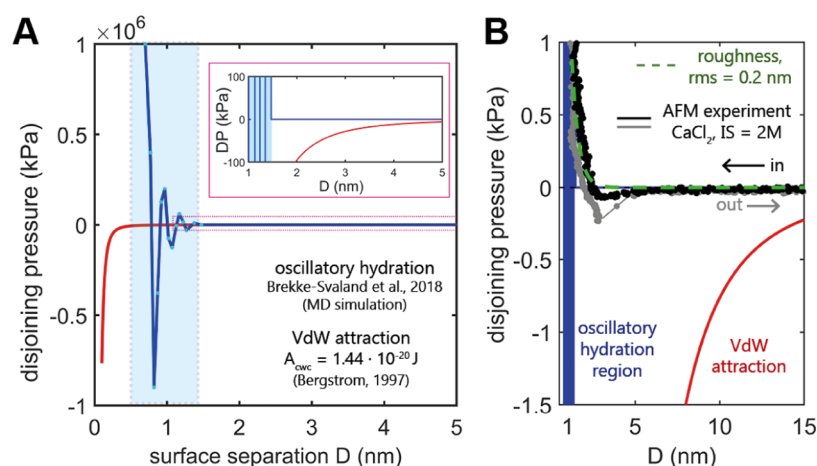 A
×10⁶
1
0.5
0
-0.5
-1
disjoining pressure (kPa)
0
1
2
3
4
5
surface separation D (nm)
100
0
-100
DP (kPa)
1
2
3
4
5
D (nm)
oscillatory hydration
Brekke-Svaland et al., 2018
(MD simulation)
VdW attraction
A_cwc = 1.44 · 10⁻²⁰ J
(Bergstrom, 1997)
B
1
0.5
0
-0.5
-1
-1.5
disjoining pressure (kPa)
roughness,
rms = 0.2 nm
AFM experiment
CaCl₂, IS = 2M
in
out
oscillatory
hydration
region
VdW
attraction
1
5
10
15
D (nm)